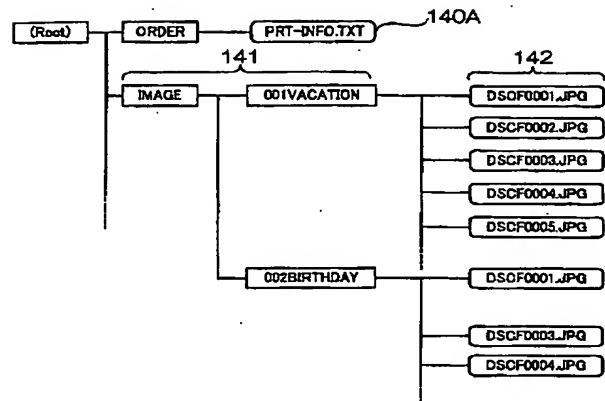 140A
(Root) ORDER PRT-INFO.TXT
141 142
IMAGE 001VACATION DSCF0001.JPG
DSCF0002.JPG
DSCF0003.JPG
DSCF0004.JPG
DSCF0005.JPG
002BIRTHDAY DSCF0001.JPG
DSCF0003.JPG
DSCF0004.JPG